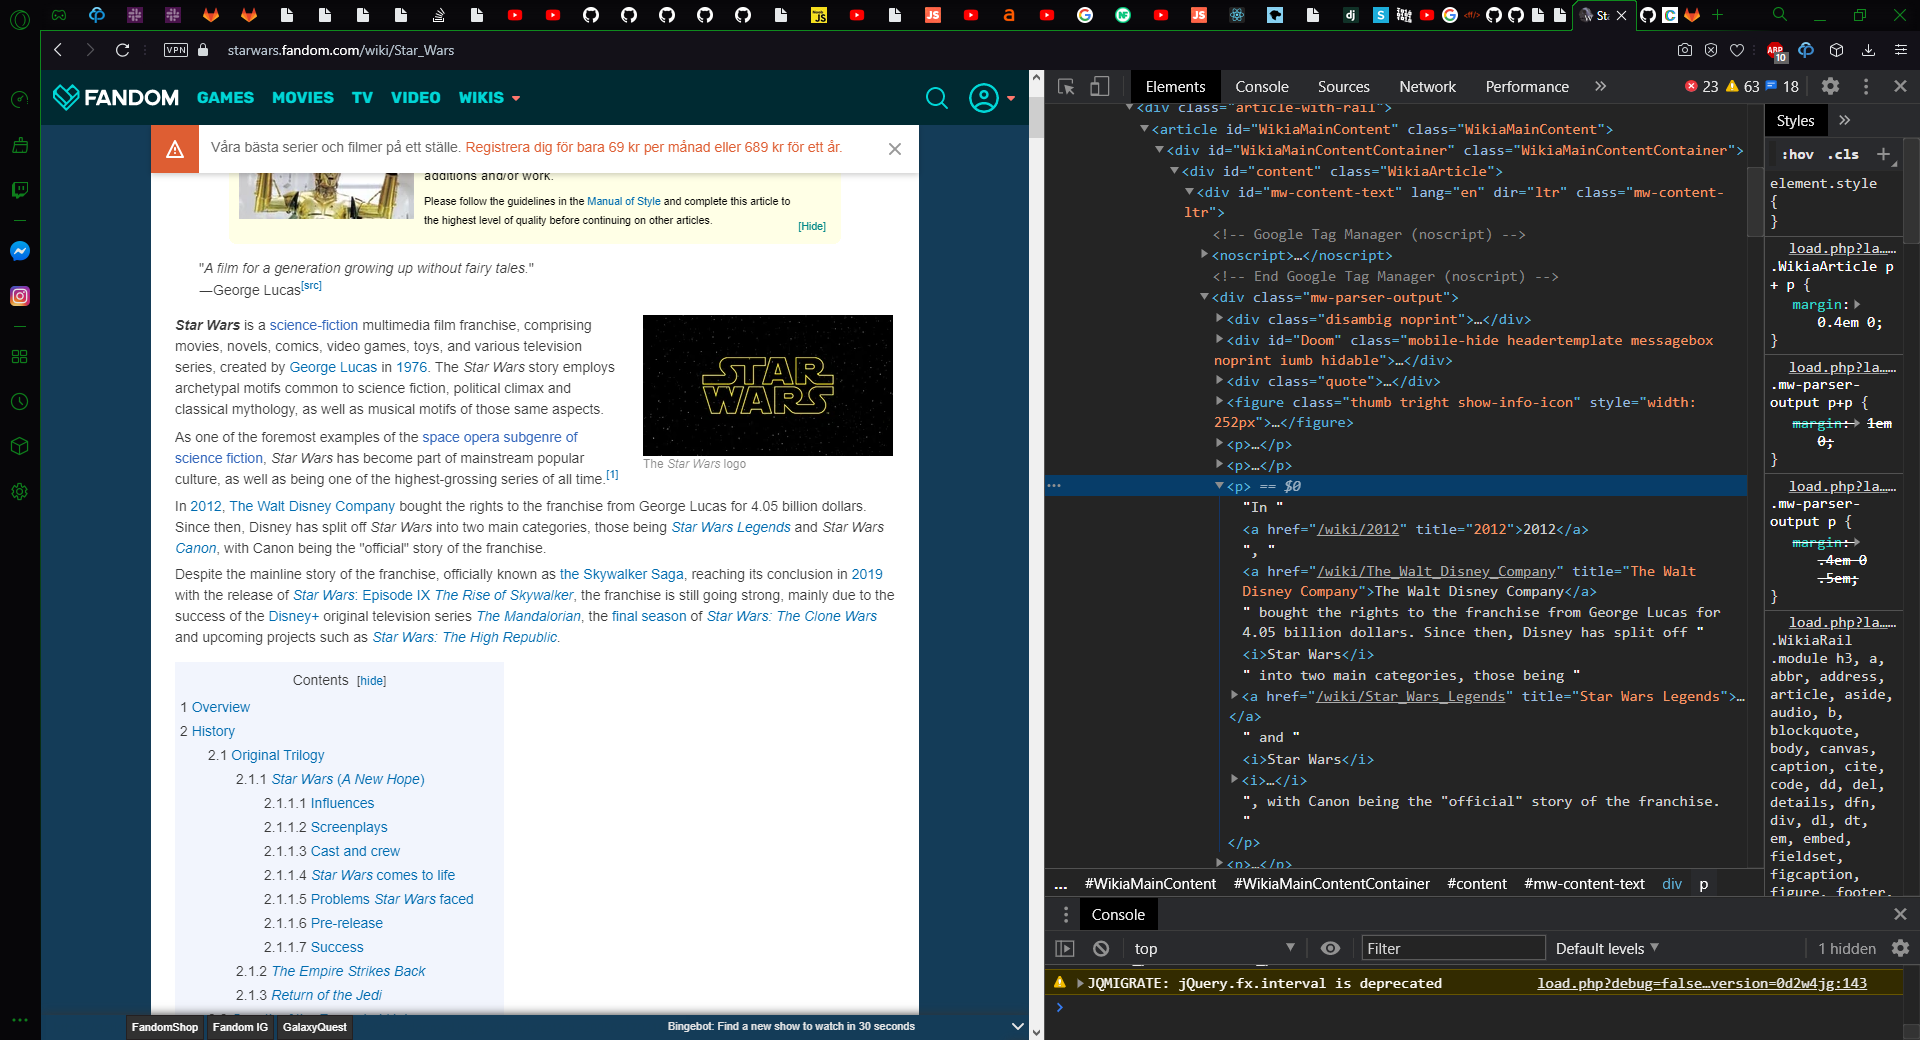 St
VPN
starwars.fandom.com/wiki/Star_Wars
ABP
10
FANDOM GAMES MOVIES TV VIDEO WIKIS
Våra bästa serier och filmer på ett ställe. Registrera dig för bara 69 kr per månad eller 689 kr för ett år.
additions and/or work.
Please follow the guidelines in the Manual of Style and complete this article to
the highest level of quality before continuing on other articles.
[Hide]
"A film for a generation growing up without fairy tales."
―George Lucas[src]
Star Wars is a science-fiction multimedia film franchise, comprising
movies, novels, comics, video games, toys, and various television
series, created by George Lucas in 1976. The Star Wars story employs
archetypal motifs common to science fiction, political climax and
classical mythology, as well as musical motifs of those same aspects.
STAR
WARS
The Star Wars logo
As one of the foremost examples of the space opera subgenre of
science fiction, Star Wars has become part of mainstream popular
culture, as well as being one of the highest-grossing series of all time.[1]
In 2012, The Walt Disney Company bought the rights to the franchise from George Lucas for 4.05 billion dollars.
Since then, Disney has split off Star Wars into two main categories, those being Star Wars Legends and Star Wars
Canon, with Canon being the "official" story of the franchise.
Despite the mainline story of the franchise, officially known as the Skywalker Saga, reaching its conclusion in 2019
with the release of Star Wars: Episode IX The Rise of Skywalker, the franchise is still going strong, mainly due to the
success of the Disney+ original television series The Mandalorian, the final season of Star Wars: The Clone Wars
and upcoming projects such as Star Wars: The High Republic.
Contents [hide]
1 Overview
2 History
2.1 Original Trilogy
2.1.1 Star Wars (A New Hope)
2.1.1.1 Influences
2.1.1.2 Screenplays
2.1.1.3 Cast and crew
2.1.1.4 Star Wars comes to life
2.1.1.5 Problems Star Wars faced
2.1.1.6 Pre-release
2.1.1.7 Success
2.1.2 The Empire Strikes Back
2.1.3 Return of the Jedi
FandomShop Fandom IG GalaxyQuest
Bingebot: Find a new show to watch in 30 seconds
Elements Console Sources Network Performance » 23 63 18
<div class="article-with-rail">
<article id="WikiaMainContent" class="WikiaMainContent">
<div id="WikiaMainContentContainer" class="WikiaMainContentContainer">
<div id="content" class="WikiaArticle">
<div id="mw-content-text" lang="en" dir="ltr" class="mw-content-
ltr">
<!-- Google Tag Manager (noscript) -->
<noscript>…</noscript>
<!-- End Google Tag Manager (noscript) -->
<div class="mw-parser-output">
<div class="disambig noprint">…</div>
<div id="Doom" class="mobile-hide headertemplate messagebox
noprint iumb hidable">…</div>
<div class="quote">…</div>
<figure class="thumb tright show-info-icon" style="width:
252px">…</figure>
<p>…</p>
<p>…</p>
<p> == $0
"In "
<a href="/wiki/2012" title="2012">2012</a>
", "
<a href="/wiki/The_Walt_Disney_Company" title="The Walt
Disney Company">The Walt Disney Company</a>
" bought the rights to the franchise from George Lucas for
4.05 billion dollars. Since then, Disney has split off "
<i>Star Wars</i>
" into two main categories, those being "
<a href="/wiki/Star_Wars_Legends" title="Star Wars Legends">…
</a>
" and "
<i>Star Wars</i>
<i>…</i>
", with Canon being the "official" story of the franchise.
"
</p>
<p>…</p>
... #WikiaMainContent #WikiaMainContentContainer #content #mw-content-text div p
Styles »
:hov .cls +
element.style
{
}
load.php?la……
.WikiaArticle p
+ p {
margin:
0.4em 0;
}
load.php?la……
.mw-parser-
output p+p {
margin: 1em
0;
}
load.php?la……
.mw-parser-
output p {
margin:
.4em 0
.5em;
}
load.php?la……
.WikiaRail
.module h3, a,
abbr, address,
article, aside,
audio, b,
blockquote,
body, canvas,
caption, cite,
code, dd, del,
details, dfn,
div, dl, dt,
em, embed,
fieldset,
figcaption,
figure, footer,
Console
top Filter Default levels 1 hidden
JQMIGRATE: jQuery.fx.interval is deprecated load.php?debug=false…version=0d2w4jg:143